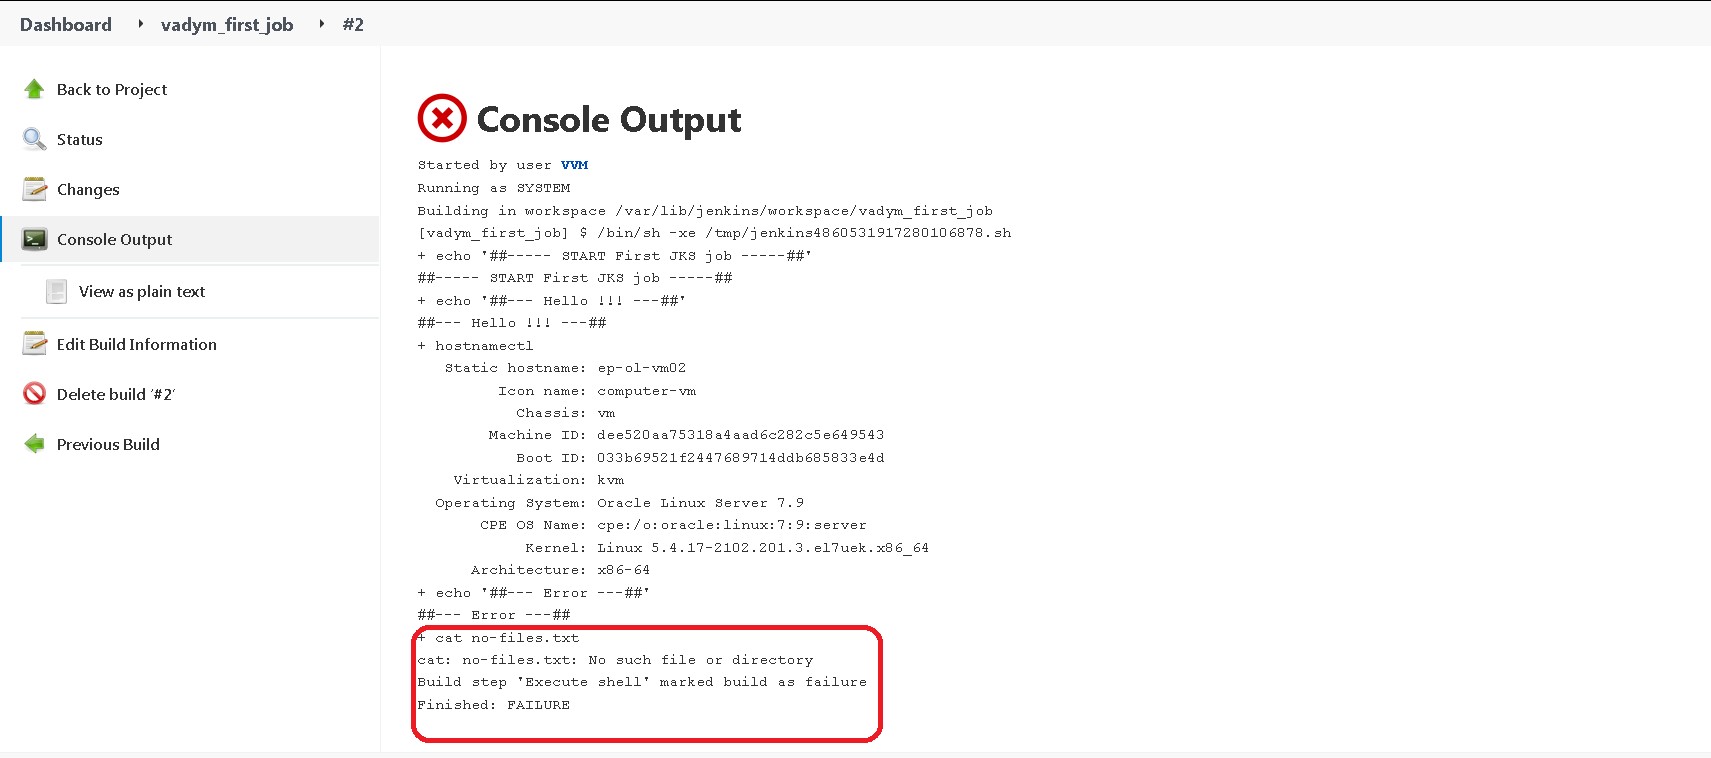 Dashboard vadym_first_job #2
Back to Project
Status
Changes
Console Output
View as plain text
Edit Build Information
Delete build ‘#2’
Previous Build
Console Output
Started by user VVM
Running as SYSTEM
Building in workspace /var/lib/jenkins/workspace/vadym_first_job
[vadym_first_job] $ /bin/sh -xe /tmp/jenkins4860531917280106878.sh
+ echo '##----- START First JKS job -----##'
##----- START First JKS job -----##
+ echo '##--- Hello !!! ---##'
##--- Hello !!! ---##
+ hostnamectl
Static hostname: ep-ol-vm02
Icon name: computer-vm
Chassis: vm
Machine ID: dee520aa75318a4aad6c282c5e649543
Boot ID: 033b69521f2447689714ddb685833e4d
Virtualization: kvm
Operating System: Oracle Linux Server 7.9
CPE OS Name: cpe:/o:oracle:linux:7:9:server
Kernel: Linux 5.4.17-2102.201.3.el7uek.x86_64
Architecture: x86-64
+ echo '##--- Error ---##'
##--- Error ---##
+ cat no-files.txt
cat: no-files.txt: No such file or directory
Build step 'Execute shell' marked build as failure
Finished: FAILURE